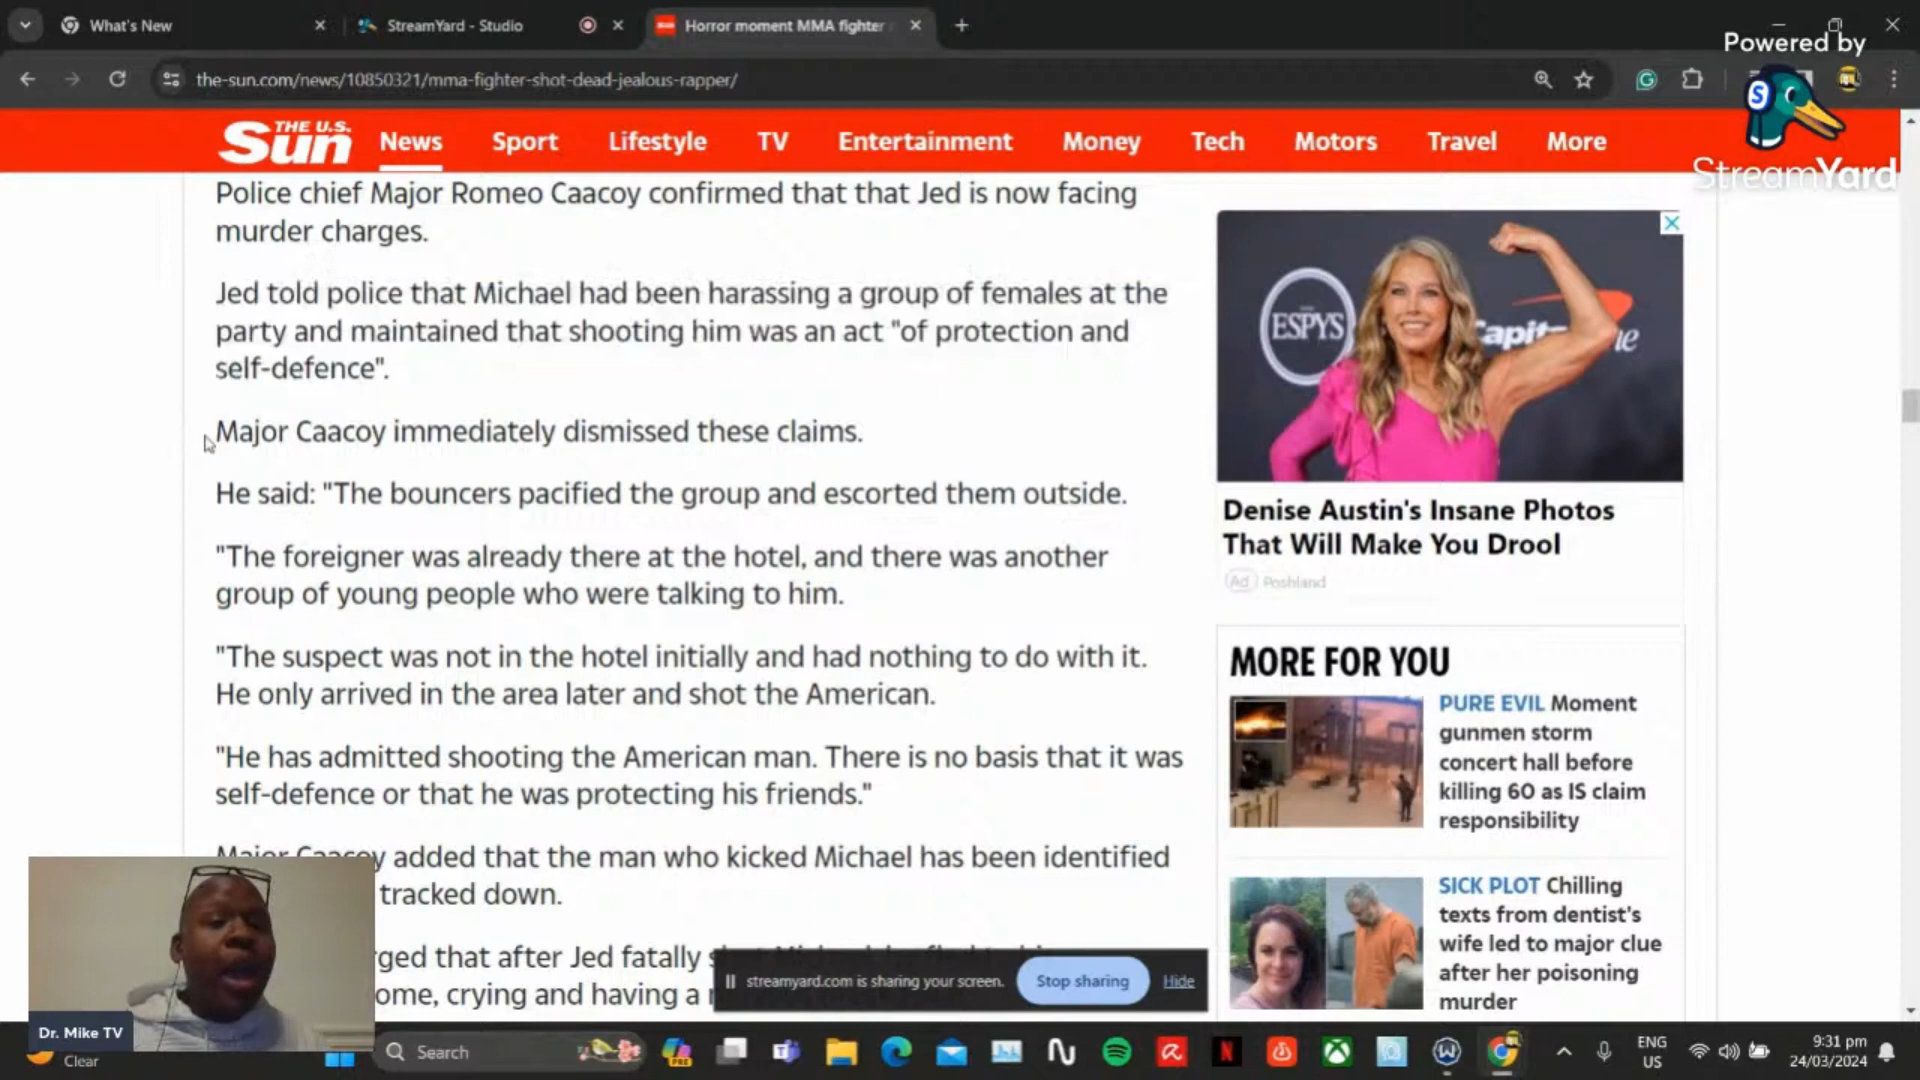 What's New
StreamYard - Studio
Horror moment MMA fighter
Powered by
the-sun.com/news/10850321/mma-fighter-shot-dead-jealous-rapper/
StreamYard
THE U.S.
Sun
News
Sport
Lifestyle
TV
Entertainment
Money
Tech
Motors
Travel
More
Police chief Major Romeo Caacoy confirmed that that Jed is now facing
murder charges.
Jed told police that Michael had been harassing a group of females at the
party and maintained that shooting him was an act "of protection and
self-defence".
Major Caacoy immediately dismissed these claims.
He said: "The bouncers pacified the group and escorted them outside.
"The foreigner was already there at the hotel, and there was another
group of young people who were talking to him.
"The suspect was not in the hotel initially and had nothing to do with it.
He only arrived in the area later and shot the American.
"He has admitted shooting the American man. There is no basis that it was
self-defence or that he was protecting his friends."
Major Caacoy added that the man who kicked Michael has been identified
tracked down.
that after Jed fatally
crying and having a
ESPYS
Denise Austin's Insane Photos
That Will Make You Drool
Ad
Poshland
MORE FOR YOU
PURE EVIL Moment
gunmen storm
concert hall before
killing 60 as IS claim
responsibility
SICK PLOT Chilling
texts from dentist's
wife led to major clue
after her poisoning
murder
streamyard.com is sharing your screen.
Stop sharing
Hide
Dr. Mike TV
Clear
Search
PRE
ENG
US
9:31 pm
24/03/2024